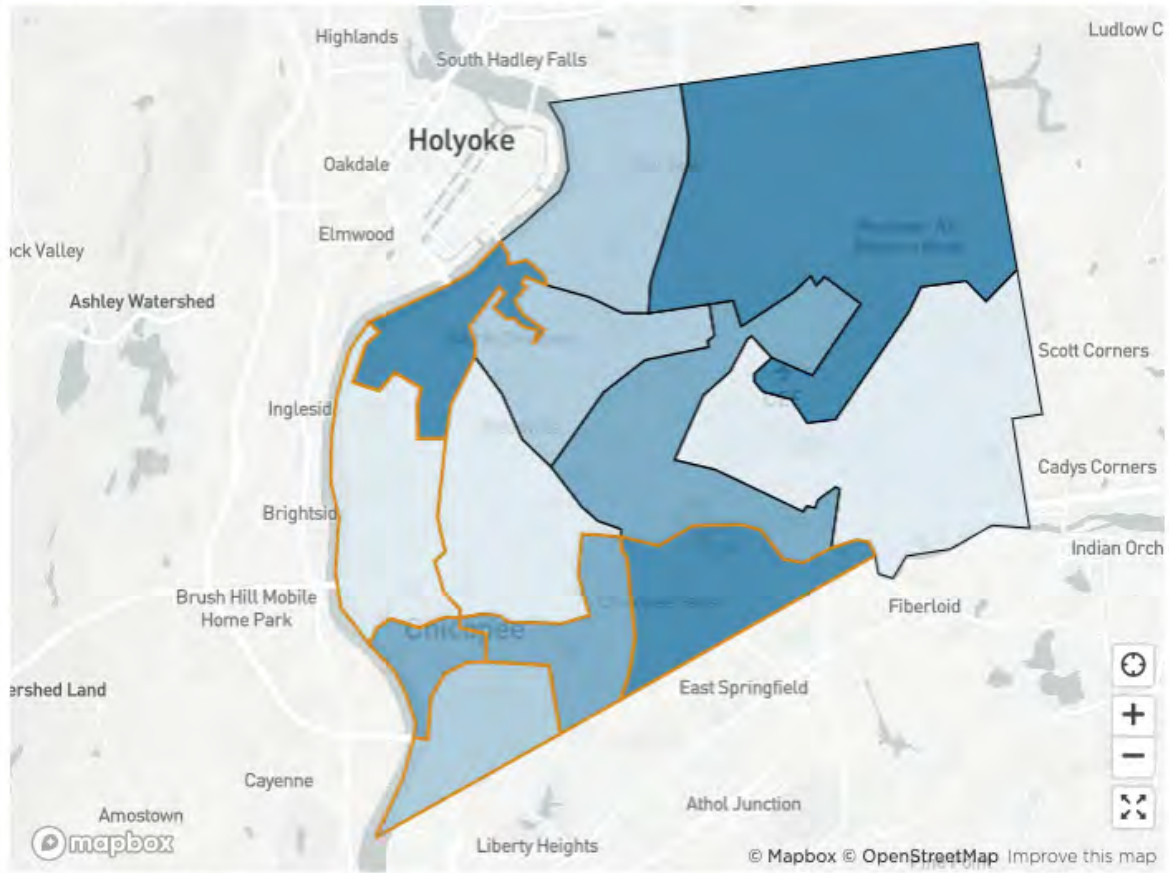 Highlands
Ludlow C
South Hadley Falls
Holyoke
Oakdale
Elmwood
ock Valley
Ashley Watershed
Scott Corners
Inglesid
Cadys Corners
Brightsid
Indian Orch
Brush Hill Mobile
Home Park
Fiberloid
Chicopee
ershed Land
East Springfield
Cayenne
Athol Junction
Amostown
mapbox
Liberty Heights
© Mapbox © OpenStreetMap Improve this map